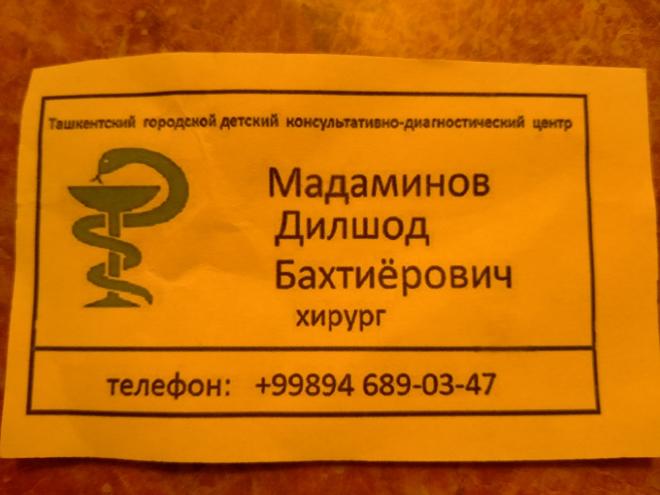 Ташкентский городской детский консультативно-диагностический центр
Мадаминов
Дилшод
Бахтиёрович
хирург
телефон: +99894 689-03-47